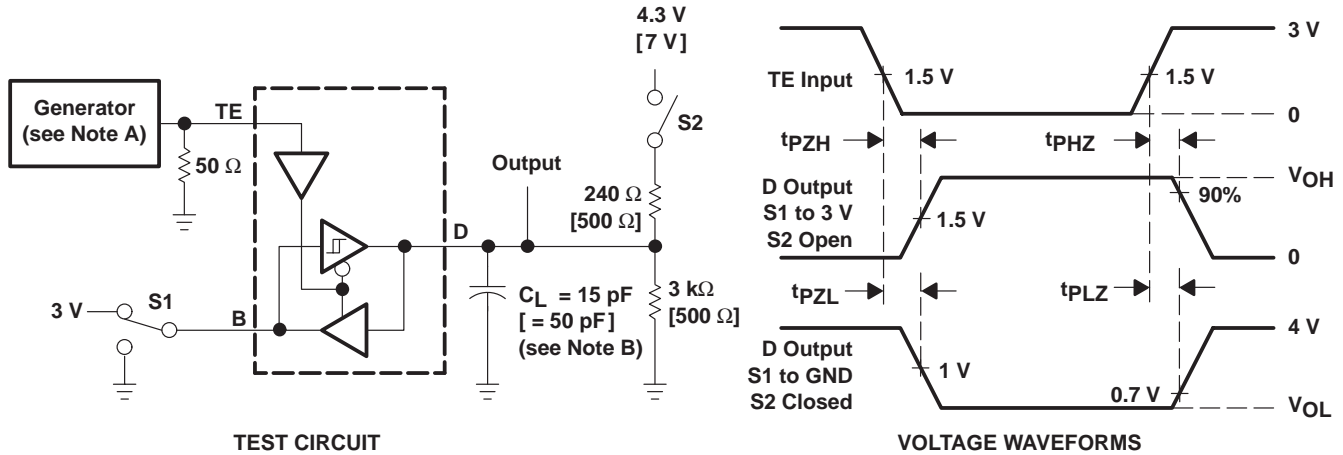 4.3 V
[7 V]
Generator
(see Note A)
TE
50 Ω
S2
Output
240 Ω
[500 Ω]
D
3 kΩ
[500 Ω]
CL = 15 pF
[ = 50 pF]
(see Note B)
3 V
S1
B
TEST CIRCUIT
3 V
TE Input
1.5 V
1.5 V
0
tPZH
tPHZ
VOH
D Output
S1 to 3 V
S2 Open
1.5 V
90%
0
tPZL
tPLZ
4 V
D Output
S1 to GND
S2 Closed
1 V
0.7 V
VOL
VOLTAGE WAVEFORMS